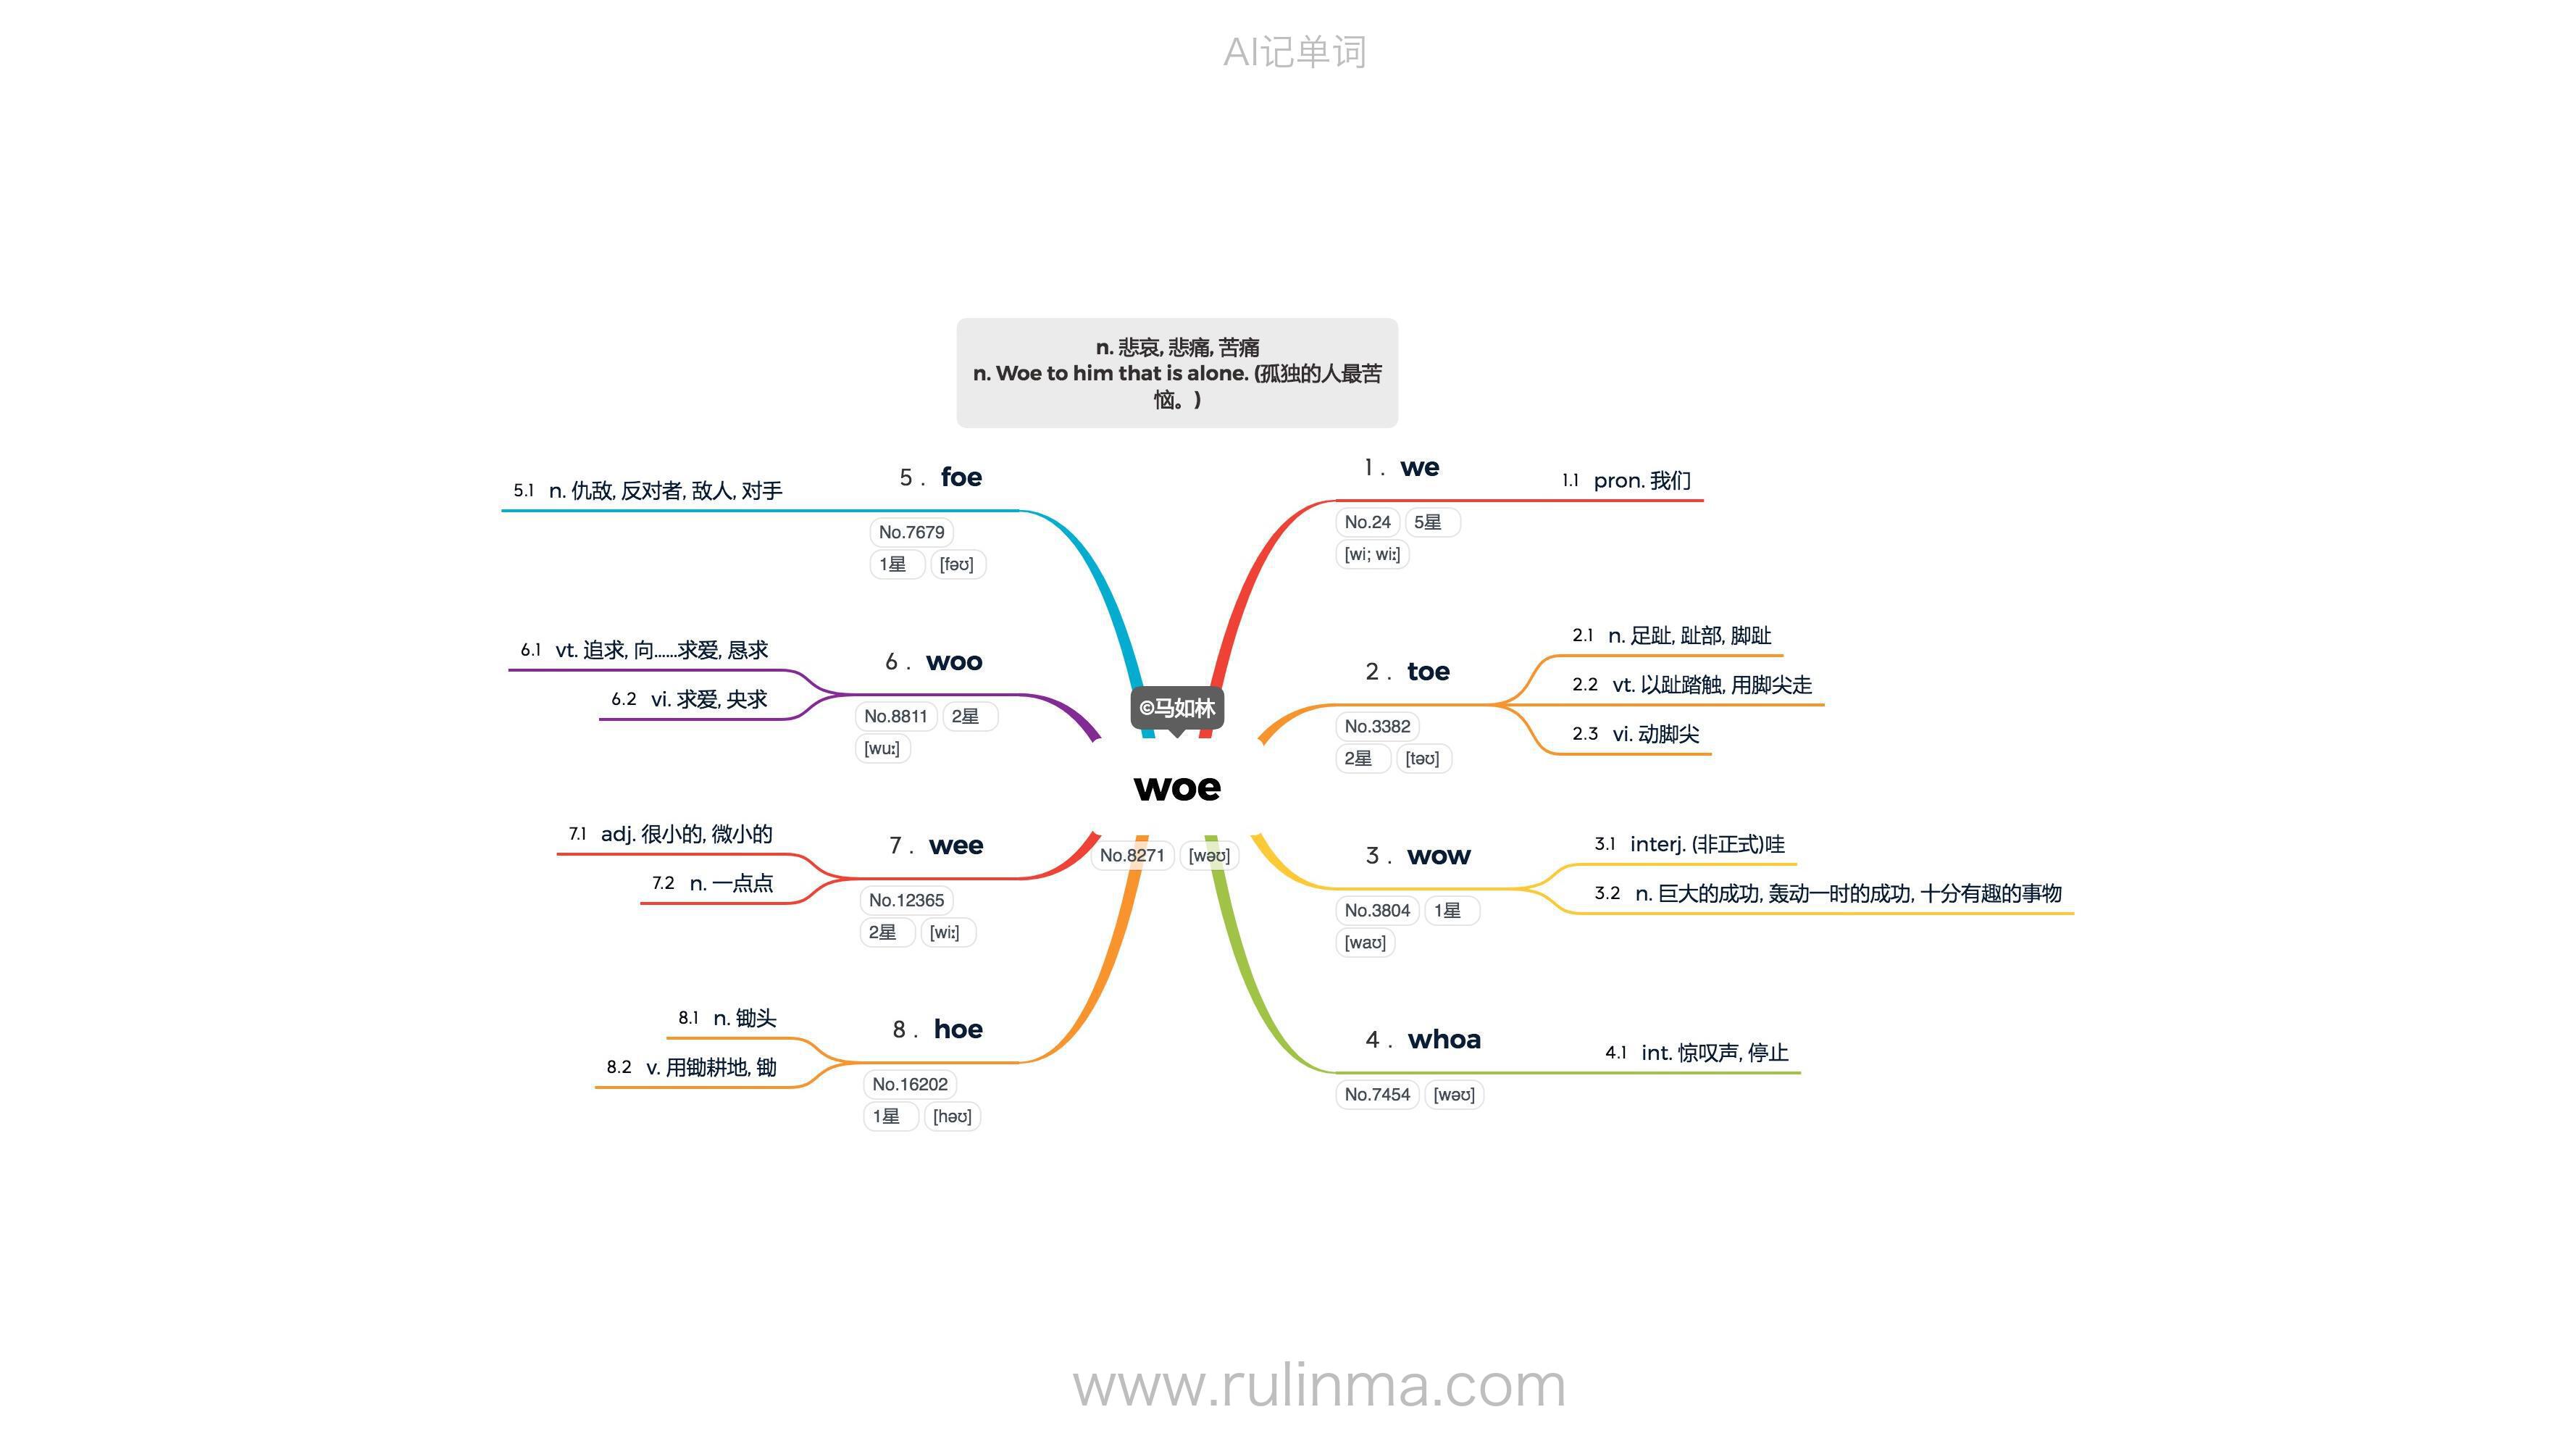 AI记单词
n. 悲哀, 悲痛, 苦痛
n. Woe to him that is alone. (孤独的人最苦
恼。)
©马如林
woe
No.8271 [wəʊ]
1. we
No.24 5星
[wi; wiː]
1.1 pron. 我们
2. toe
No.3382
2星 [təʊ]
2.1 n. 足趾, 趾部, 脚趾
2.2 vt. 以趾踏触, 用脚尖走
2.3 vi. 动脚尖
3. wow
No.3804 1星
[waʊ]
3.1 interj. (非正式)哇
3.2 n. 巨大的成功, 轰动一时的成功, 十分有趣的事物
4. whoa
No.7454 [wəʊ]
4.1 int. 惊叹声, 停止
5. foe
No.7679
1星 [fəʊ]
5.1 n. 仇敌, 反对者, 敌人, 对手
6. woo
No.8811 2星
[wuː]
6.1 vt. 追求, 向……求爱, 恳求
6.2 vi. 求爱, 央求
7. wee
No.12365
2星 [wiː]
7.1 adj. 很小的, 微小的
7.2 n. 一点点
8. hoe
No.16202
1星 [həʊ]
8.1 n. 锄头
8.2 v. 用锄耕地, 锄
www.rulinma.com